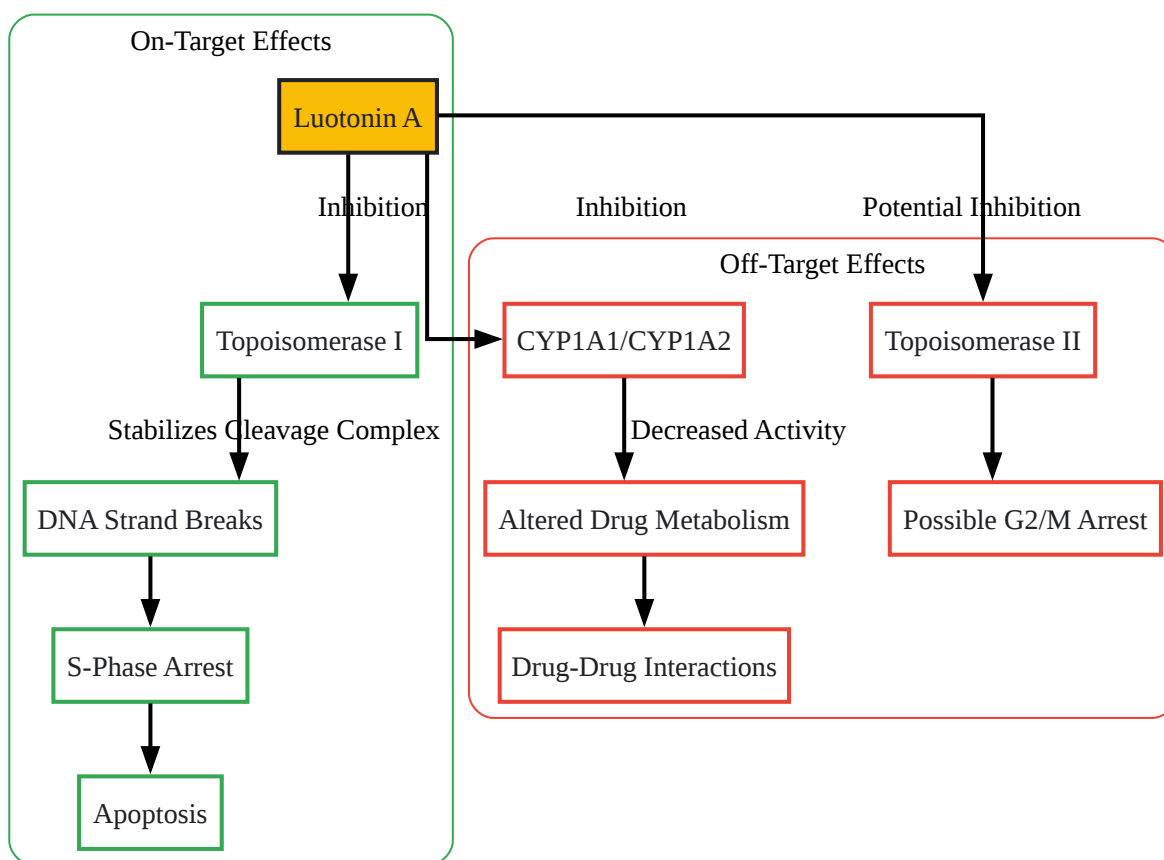 On-Target Effects
Luotonin A
Inhibition
Inhibition
Potential Inhibition
Off-Target Effects
Topoisomerase I
CYP1A1/CYP1A2
Topoisomerase II
Stabilizes Cleavage Complex
Decreased Activity
DNA Strand Breaks
Altered Drug Metabolism
Possible G2/M Arrest
S-Phase Arrest
Drug-Drug Interactions
Apoptosis